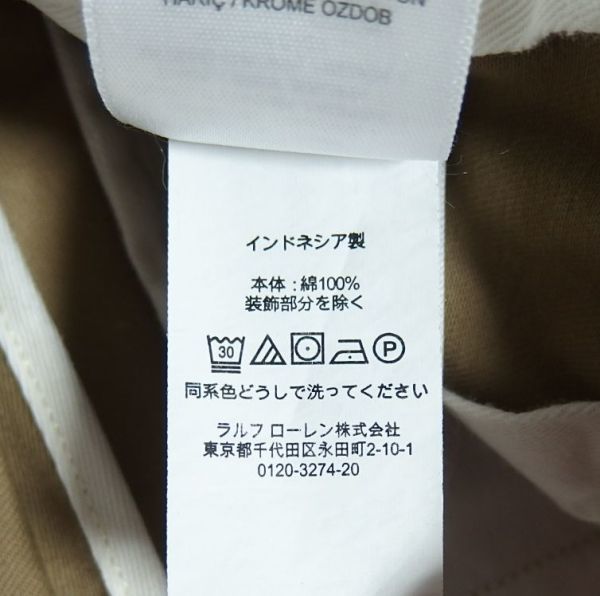 HARİÇ / KROMĚ OZDOB
インドネシア製
本体 : 綿100%
装飾部分を除く
30 P
同系色どうしで洗ってください
ラルフ ローレン株式会社
東京都千代田区永田町2-10-1
0120-3274-20